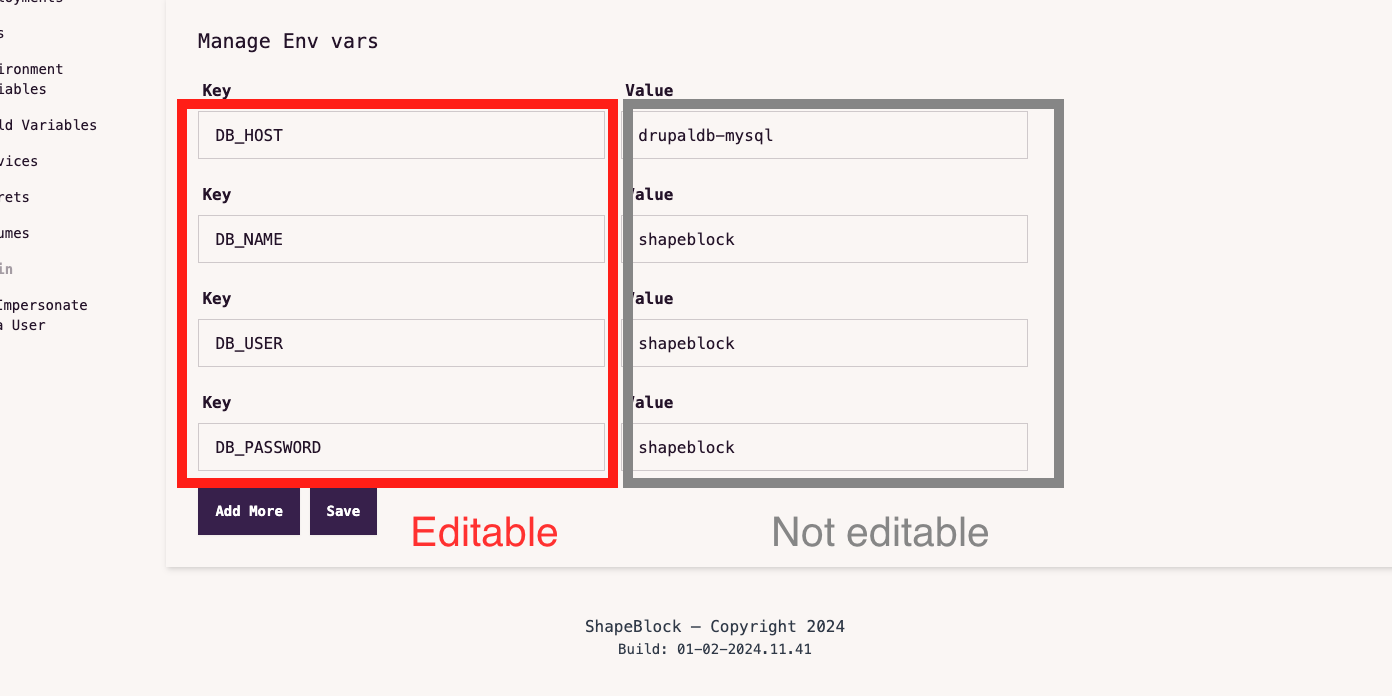 Manage Env vars
Key Value
DB_HOST drupaldb-mysql
Key Value
DB_NAME shapeblock
Key Value
DB_USER shapeblock
Key Value
DB_PASSWORD shapeblock
Add More Save
Editable Not editable
ShapeBlock — Copyright 2024
Build: 01-02-2024.11.41
ironment
iables
ld Variables
vices
rets
umes
in
Impersonate
a User